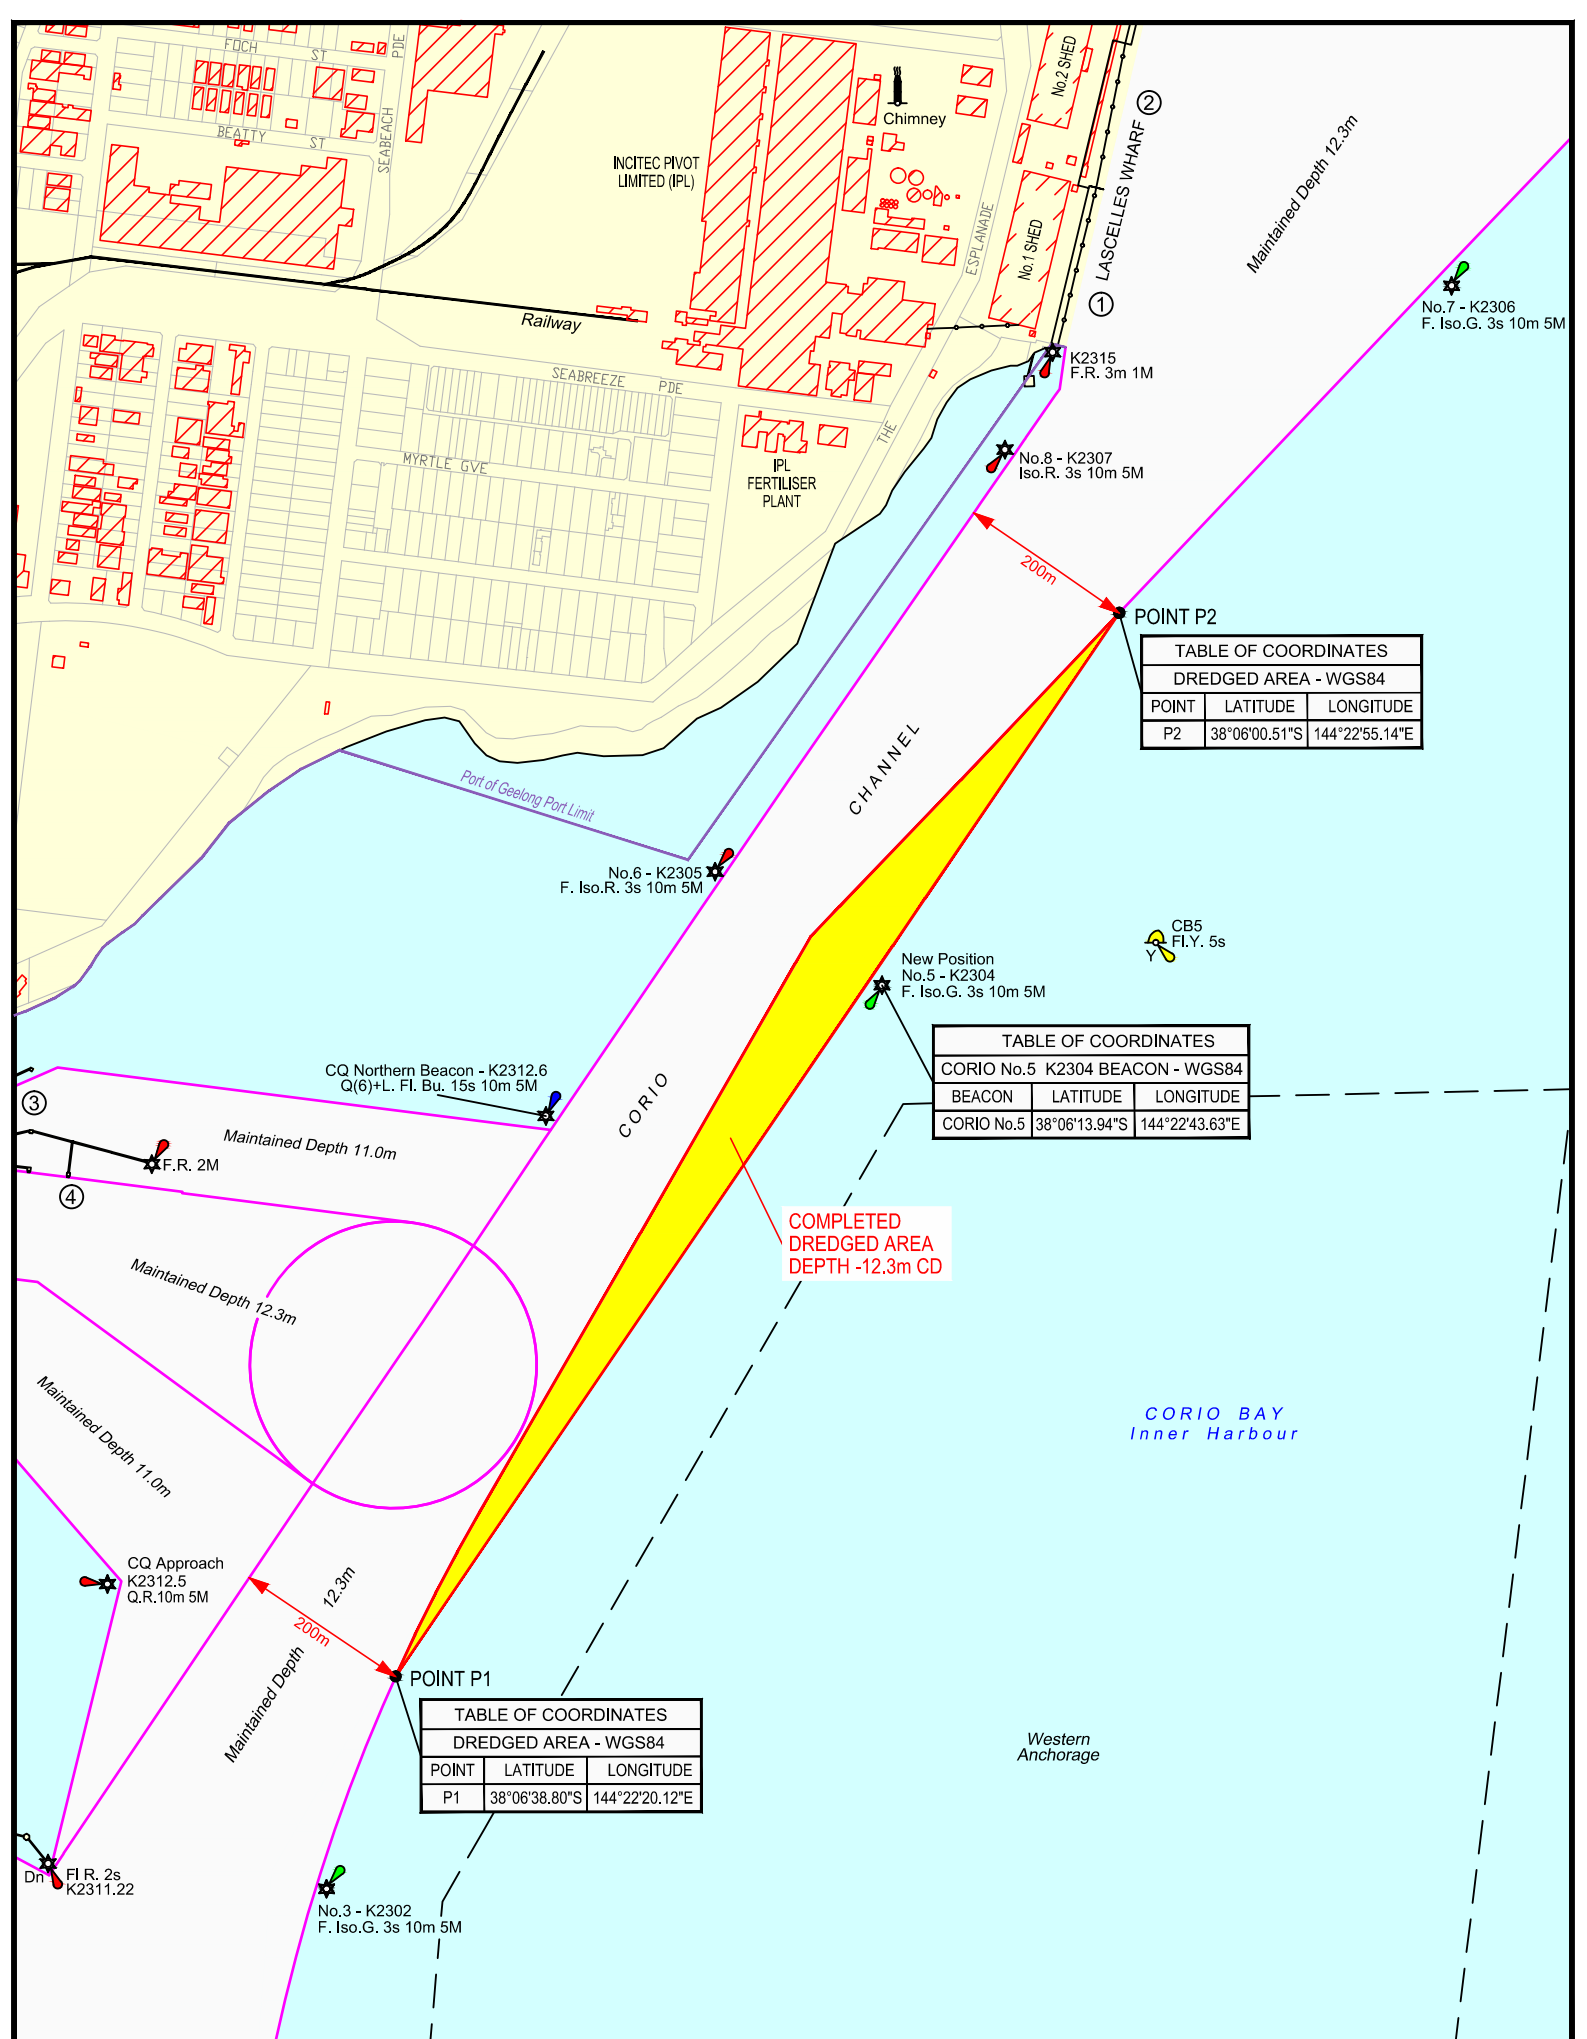 FOCH ST
PDE
BEATTY ST
SEABEACH
INCITEC PIVOT
LIMITED (IPL)
Chimney
No.2 SHED
2
LASCELLES WHARF
Maintained Depth 12.3m
ESPLANADE
No.1 SHED
1
No.7 - K2306
F. Iso.G. 3s 10m 5M
Railway
K2315
F.R. 3m 1M
SEABREEZE PDE
THE
MYRTLE GVE
IPL
FERTILISER
PLANT
No.8 - K2307
Iso.R. 3s 10m 5M
200m
POINT P2
TABLE OF COORDINATES
DREDGED AREA - WGS84
POINT LATITUDE LONGITUDE
P2 38°06'00.51"S 144°22'55.14"E
CHANNEL
Port of Geelong Port Limit
No.6 - K2305
F. Iso.R. 3s 10m 5M
CB5
Fl.Y. 5s
Y
New Position
No.5 - K2304
F. Iso.G. 3s 10m 5M
TABLE OF COORDINATES
CORIO No.5 K2304 BEACON - WGS84
BEACON LATITUDE LONGITUDE
CORIO No.5 38°06'13.94"S 144°22'43.63"E
CQ Northern Beacon - K2312.6
Q(6)+L. Fl. Bu. 15s 10m 5M
CORIO
3
Maintained Depth 11.0m
F.R. 2M
4
COMPLETED
DREDGED AREA
DEPTH -12.3m CD
Maintained Depth 12.3m
Maintained Depth 11.0m
CORIO BAY
Inner Harbour
CQ Approach
K2312.5
Q.R.10m 5M
Maintained Depth 12.3m
200m
POINT P1
TABLE OF COORDINATES
DREDGED AREA - WGS84
POINT LATITUDE LONGITUDE
P1 38°06'38.80"S 144°22'20.12"E
Western
Anchorage
Dn
Fl R. 2s
K2311.22
No.3 - K2302
F. Iso.G. 3s 10m 5M